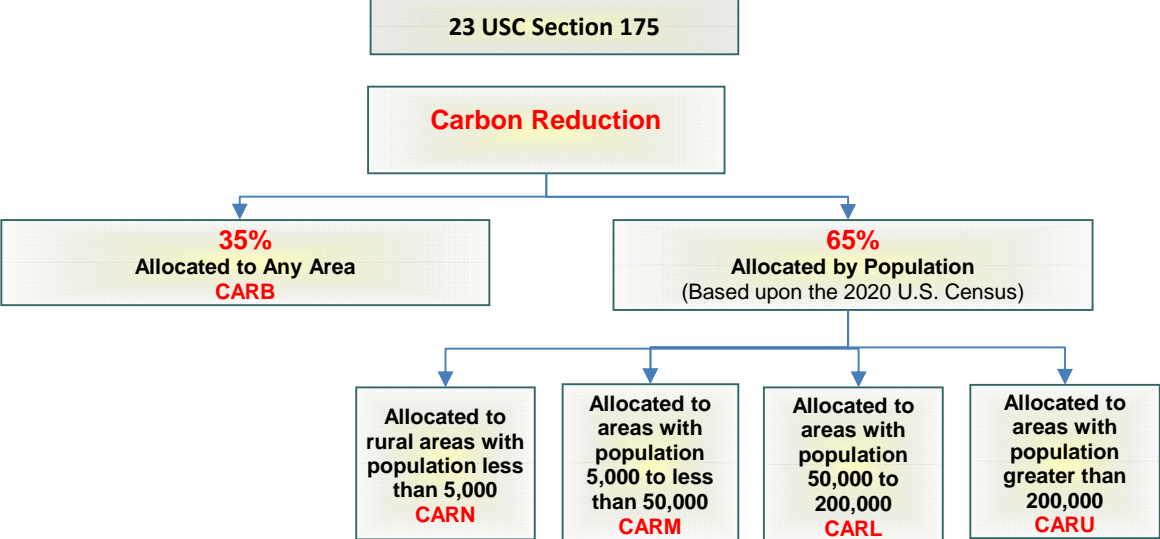 23 USC Section 175
Carbon Reduction
35%
Allocated to Any Area
CARB
65%
Allocated by Population
(Based upon the 2020 U.S. Census)
Allocated to
rural areas with
population less
than 5,000
CARN
Allocated to
areas with
population
5,000 to less
than 50,000
CARM
Allocated to
areas with
population
50,000 to
200,000
CARL
Allocated to
areas with
population
greater than
200,000
CARU